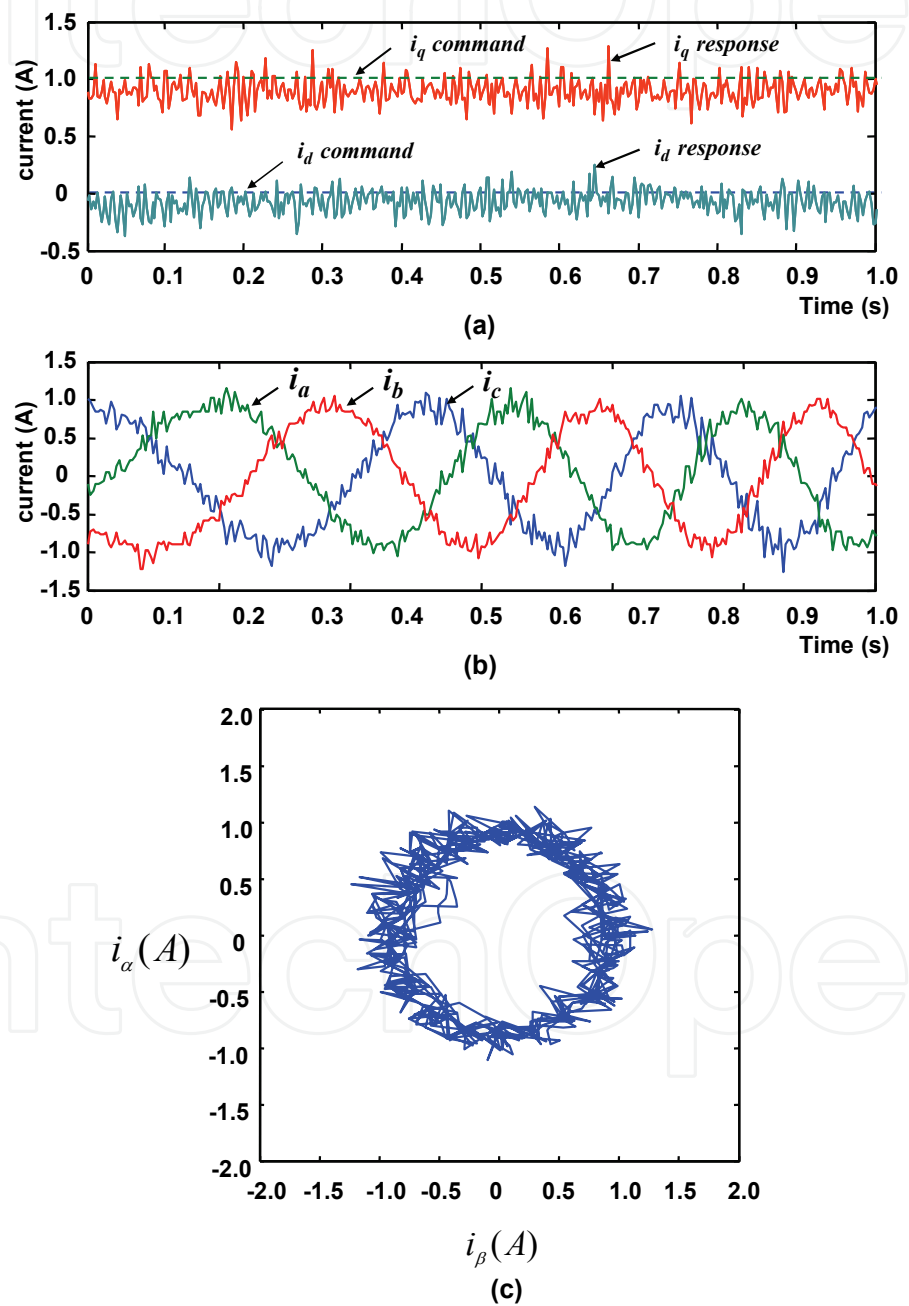 1.5
i_q command
i_q response
1.0
0.5
i_d command
i_d response
0
-0.5
current (A)
0 0.1 0.2 0.3 0.4 0.5 0.6 0.7 0.8 0.9 1.0
Time (s)
(a)
1.5
i_a i_b i_c
1.0
0.5
0
-0.5
-1.0
-1.5
current (A)
0 0.1 0.2 0.3 0.4 0.5 0.6 0.7 0.8 0.9 1.0
Time (s)
(b)
2.0
1.5
1.0
0.5
0
-0.5
-1.0
-1.5
-2.0
i_α(A)
-2.0 -1.5 -1.0 -0.5 0 0.5 1.0 1.5 2.0
i_β(A)
(c)